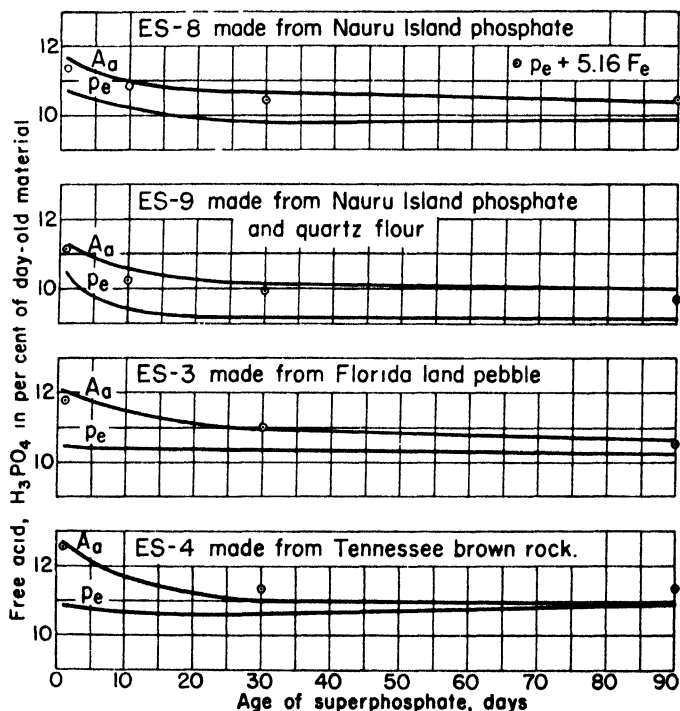 Free acid, H₃PO₄ in per cent of day-old material
ES-8 made from Nauru Island phosphate
12
Aₐ
pₑ + 5.16 Fₑ
pₑ
10
ES-9 made from Nauru Island phosphate
and quartz flour
12
Aₐ
pₑ
10
ES-3 made from Florida land pebble
12
Aₐ
pₑ
10
ES-4 made from Tennessee brown rock.
Aₐ
12
pₑ
10
0 10 20 30 40 50 60 70 80 90
Age of superphosphate, days